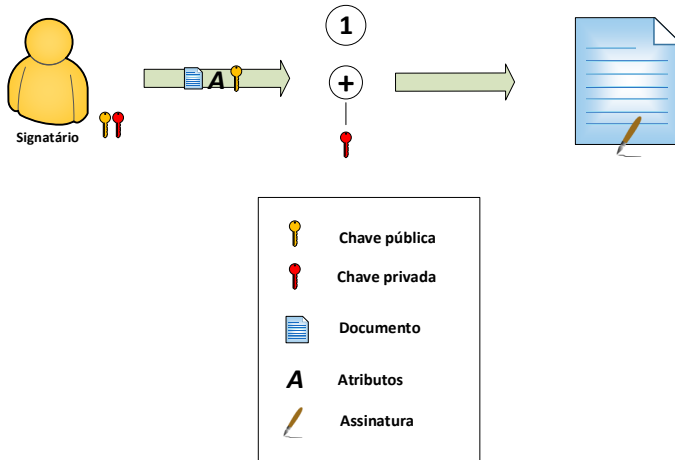 1
A
+
Signatário
Chave pública
Chave privada
Documento
A Atributos
Assinatura